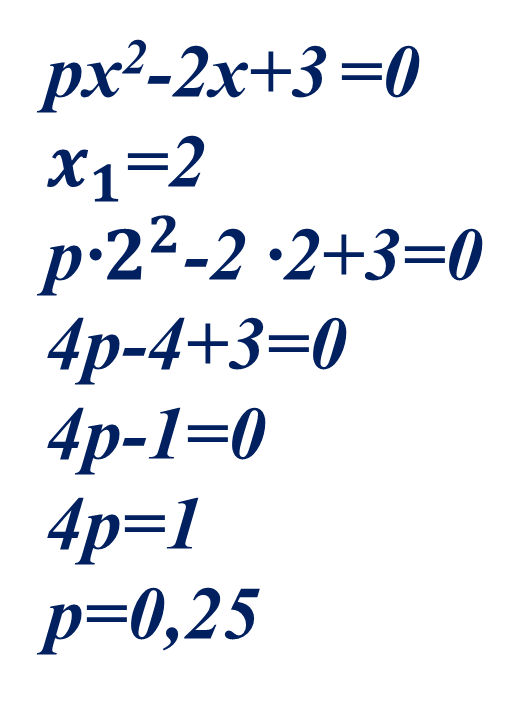 px²-2x+3=0
x₁=2
p·2²-2 ·2+3=0
4p-4+3=0
4p-1=0
4p=1
p=0,25